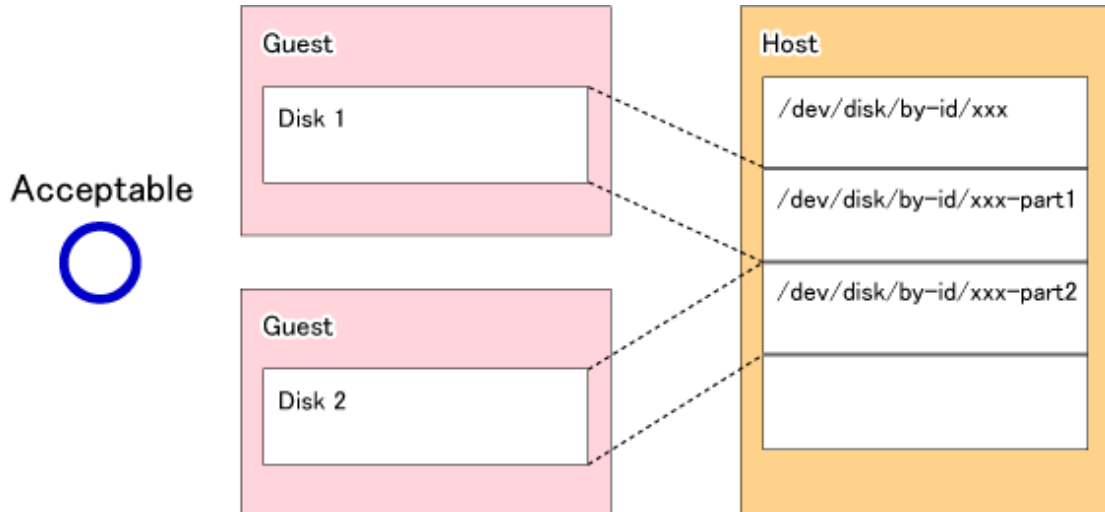 Acceptable
Guest
Disk 1
Guest
Disk 2
Host
/dev/disk/by-id/xxx
/dev/disk/by-id/xxx-part1
/dev/disk/by-id/xxx-part2